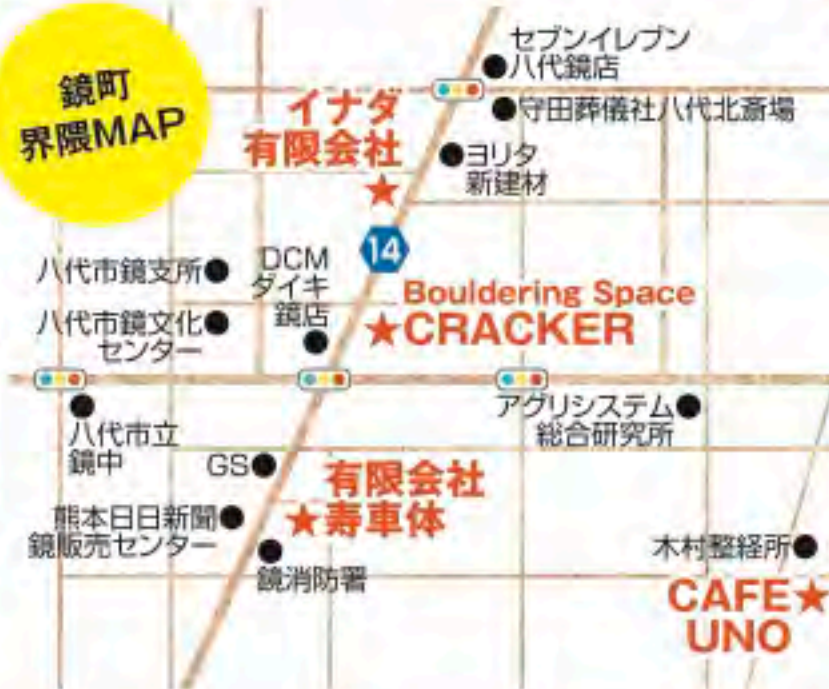 鏡町
界隈MAP
セブンイレブン
八代鏡店
守田葬儀社八代北斎場
イナダ
有限会社
ヨリタ
新建材
14
八代市鏡支所
DCM
ダイキ
鏡店
Bouldering Space
CRACKER
八代市鏡文化
センター
八代市立
鏡中
アグリシステム
総合研究所
GS
有限会社
寿車体
熊本日日新聞
鏡販売センター
鏡消防署
木村整経所
CAFE
UNO